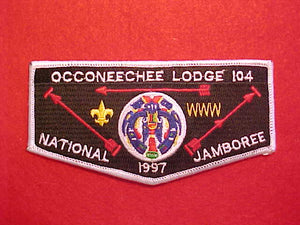 OCCONEECHEE LODGE 104
WWW
NATIONAL JAMBOREE
1997